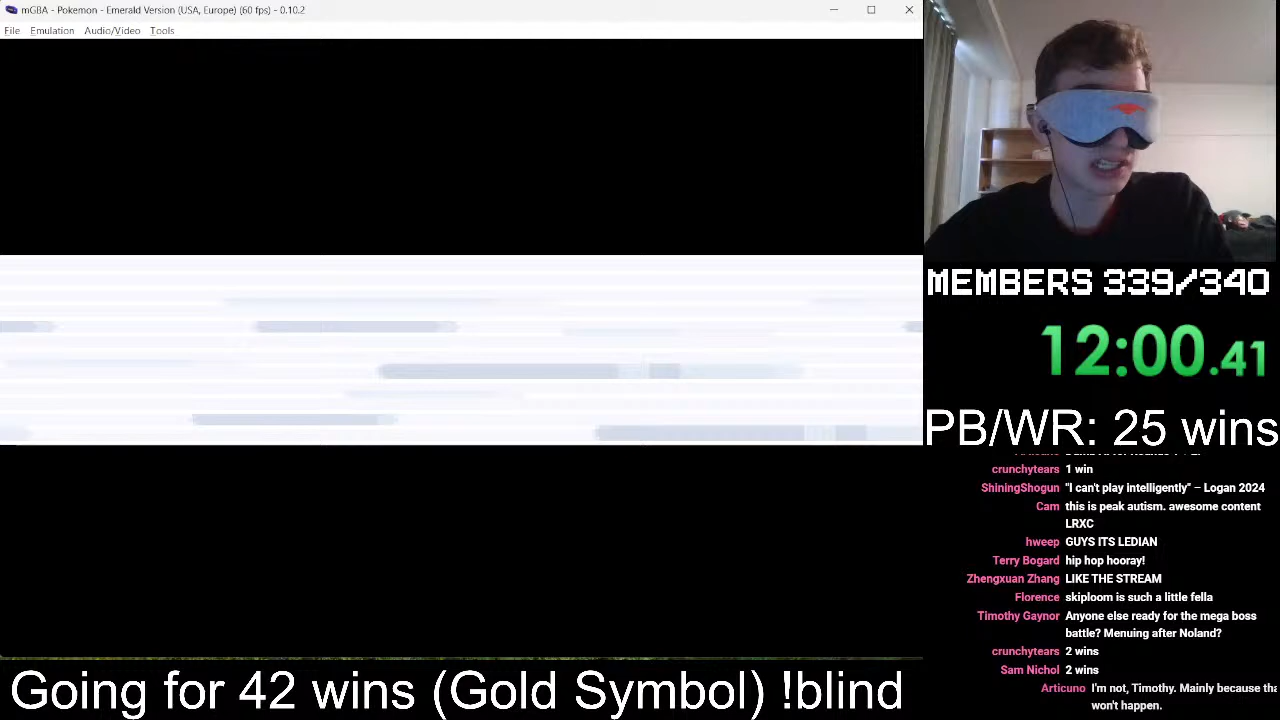 mGBA - Pokemon - Emerald Version (USA, Europe) (60 fps) - 0.10.2
File Emulation Audio/Video Tools
MEMBERS 339/340
12:00.41
PB/WR: 25 wins
crunchytears 1 win
ShiningShogun "I can't play intelligently" – Logan 2024
Cam this is peak autism. awesome content
LRXC
hweep GUYS ITS LEDIAN
Terry Bogard hip hop hooray!
Zhengxuan Zhang LIKE THE STREAM
Florence skiploom is such a little fella
Timothy Gaynor Anyone else ready for the mega boss
battle? Menuing after Noland?
crunchytears 2 wins
Sam Nichol 2 wins
Articuno I'm not, Timothy. Mainly because
won't happen.
Going for 42 wins (Gold Symbol) !blind